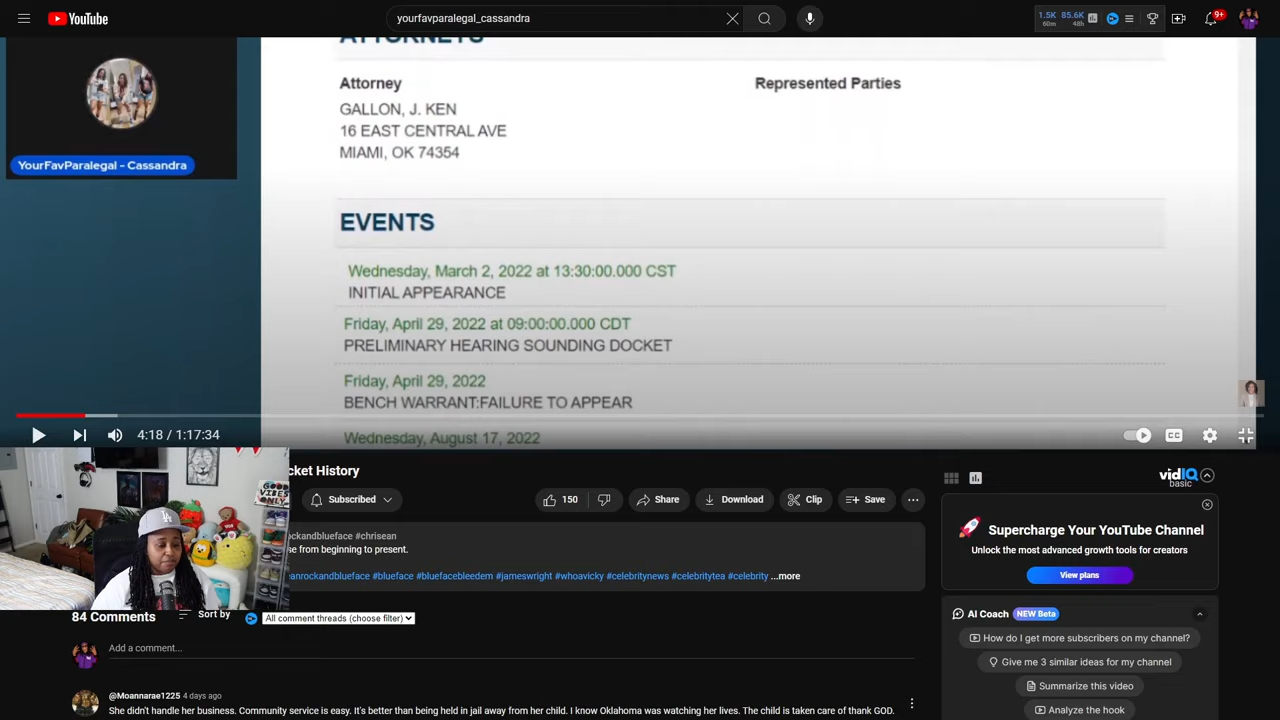 YouTube
yourfavparalegal_cassandra
1.5K 85.6K
60m 48h
9+
ATTORNEYS
Attorney Represented Parties
GALLON, J. KEN
16 EAST CENTRAL AVE
MIAMI, OK 74354
YourFavParalegal - Cassandra
EVENTS
Wednesday, March 2, 2022 at 13:30:00.000 CST
INITIAL APPEARANCE
Friday, April 29, 2022 at 09:00:00.000 CDT
PRELIMINARY HEARING SOUNDING DOCKET
Friday, April 29, 2022
BENCH WARRANT:FAILURE TO APPEAR
Wednesday, August 17, 2022
4:18 / 1:17:34
CC
cket History
Subscribed 150 Share Download Clip Save
GOOD VIBES ONLY
LA
ockandblueface #chrisean
se from beginning to present.
anrockandblueface #blueface #bluefacebleedem #jameswright #whoavicky #celebritynews #celebritytea #celebrity ...more
84 Comments Sort by All comment threads (choose filter)
Add a comment...
@Moannarae1225 4 days ago
She didn't handle her business. Community service is easy. It's better than being held in jail away from her child. I know Oklahoma was watching her lives. The child is taken care of thank GOD.
vidIQ
basic
Supercharge Your YouTube Channel
Unlock the most advanced growth tools for creators
View plans
AI Coach NEW Beta
How do I get more subscribers on my channel?
Give me 3 similar ideas for my channel
Summarize this video
Analyze the hook